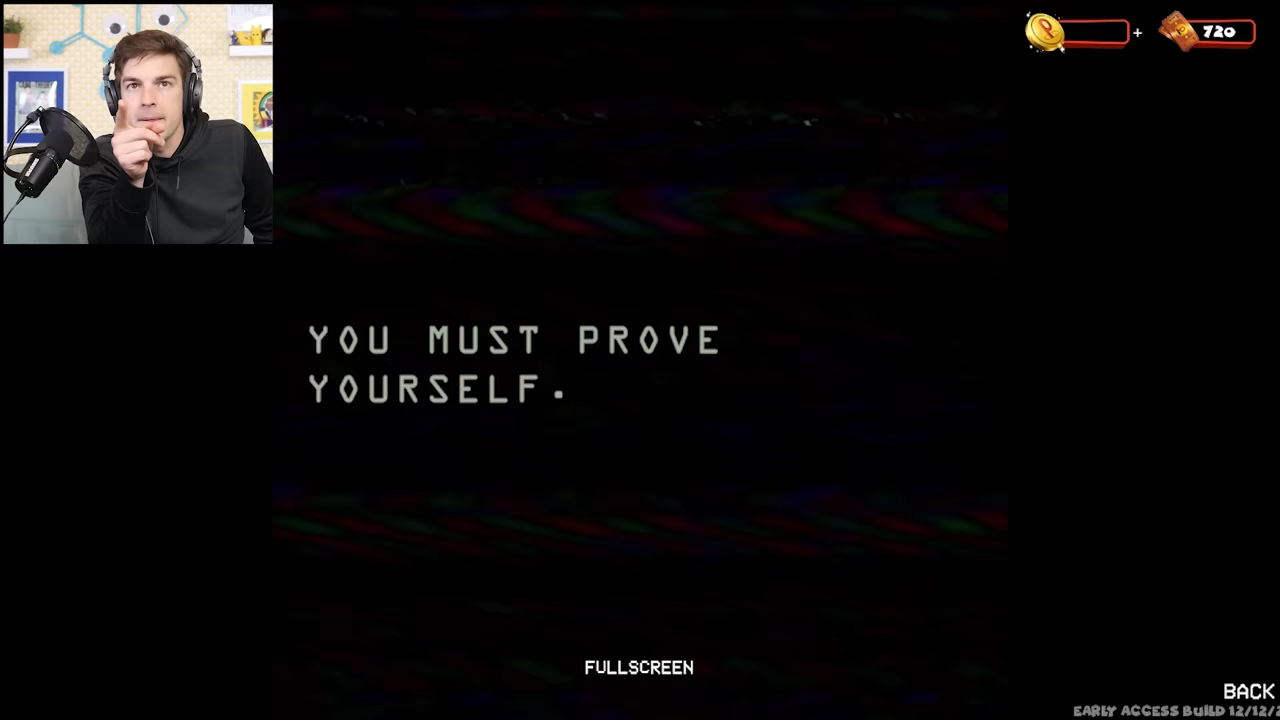 + 720
YOU MUST PROVE
YOURSELF.
FULLSCREEN
BACK
EARLY ACCESS BUILD 12/12/2